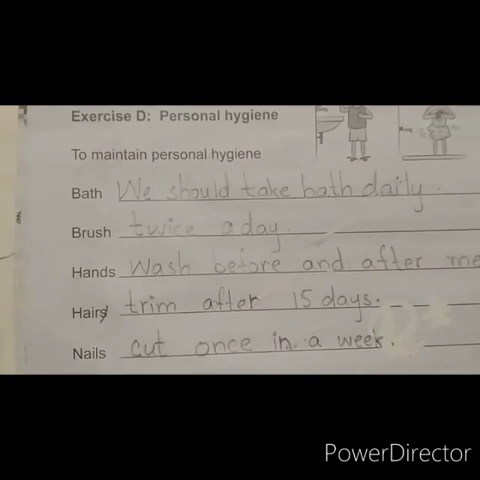 Exercise D: Personal hygiene
To maintain personal hygiene
Bath We should take bath daily.
Brush twice a day.
Hands Wash before and after me
Hairs trim after 15 days.
Nails cut once in a week.
PowerDirector